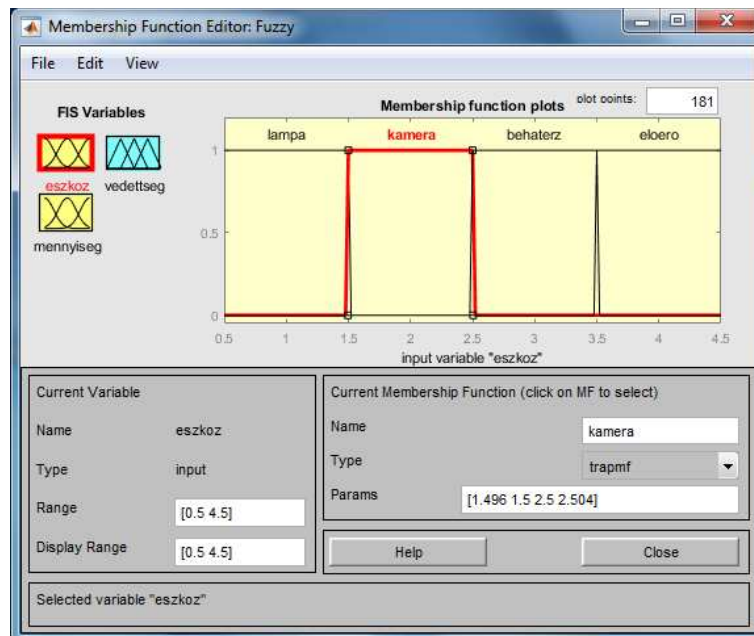 Membership Function Editor: Fuzzy
File Edit View
FIS Variables
eszkoz
vedettseg
mennyiseg
Membership function plots
plot points:
181
lampa kamera behaterz eloero
1
0.5
0
0.5 1 1.5 2 2.5 3 3.5 4 4.5
input variable "eszkoz"
Current Variable
Name eszkoz
Type input
Range [0.5 4.5]
Display Range [0.5 4.5]
Current Membership Function (click on MF to select)
Name kamera
Type trapmf
Params [1.496 1.5 2.5 2.504]
Help Close
Selected variable "eszkoz"